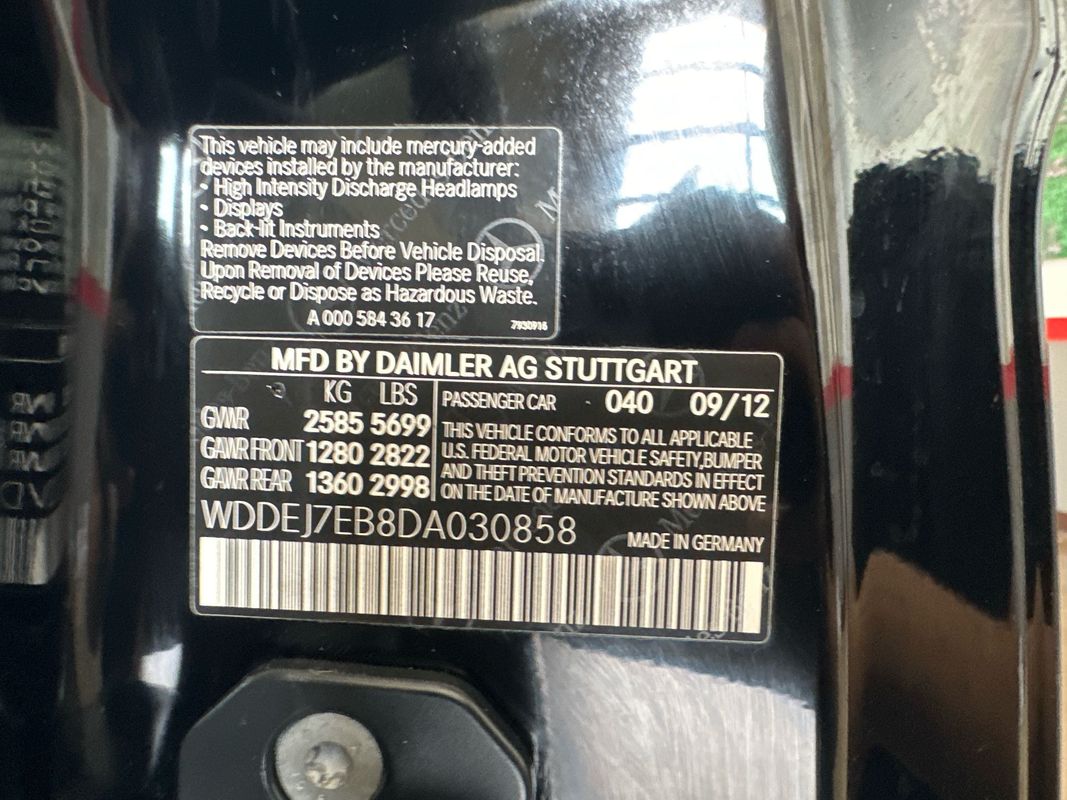 This vehicle may include mercury-added
devices installed by the manufacturer:
• High Intensity Discharge Headlamps
• Displays
• Back-lit Instruments
Remove Devices Before Vehicle Disposal.
Upon Removal of Devices Please Reuse,
Recycle or Dispose as Hazardous Waste.
A 000 584 36 17
MFD BY DAIMLER AG STUTTGART
KG LBS
GVWR 2585 5699
GAWR FRONT 1280 2822
GAWR REAR 1360 2998
PASSENGER CAR 040 09/12
THIS VEHICLE CONFORMS TO ALL APPLICABLE
U.S. FEDERAL MOTOR VEHICLE SAFETY,BUMPER
AND THEFT PREVENTION STANDARDS IN EFFECT
ON THE DATE OF MANUFACTURE SHOWN ABOVE
WDDEJ7EB8DA030858
MADE IN GERMANY